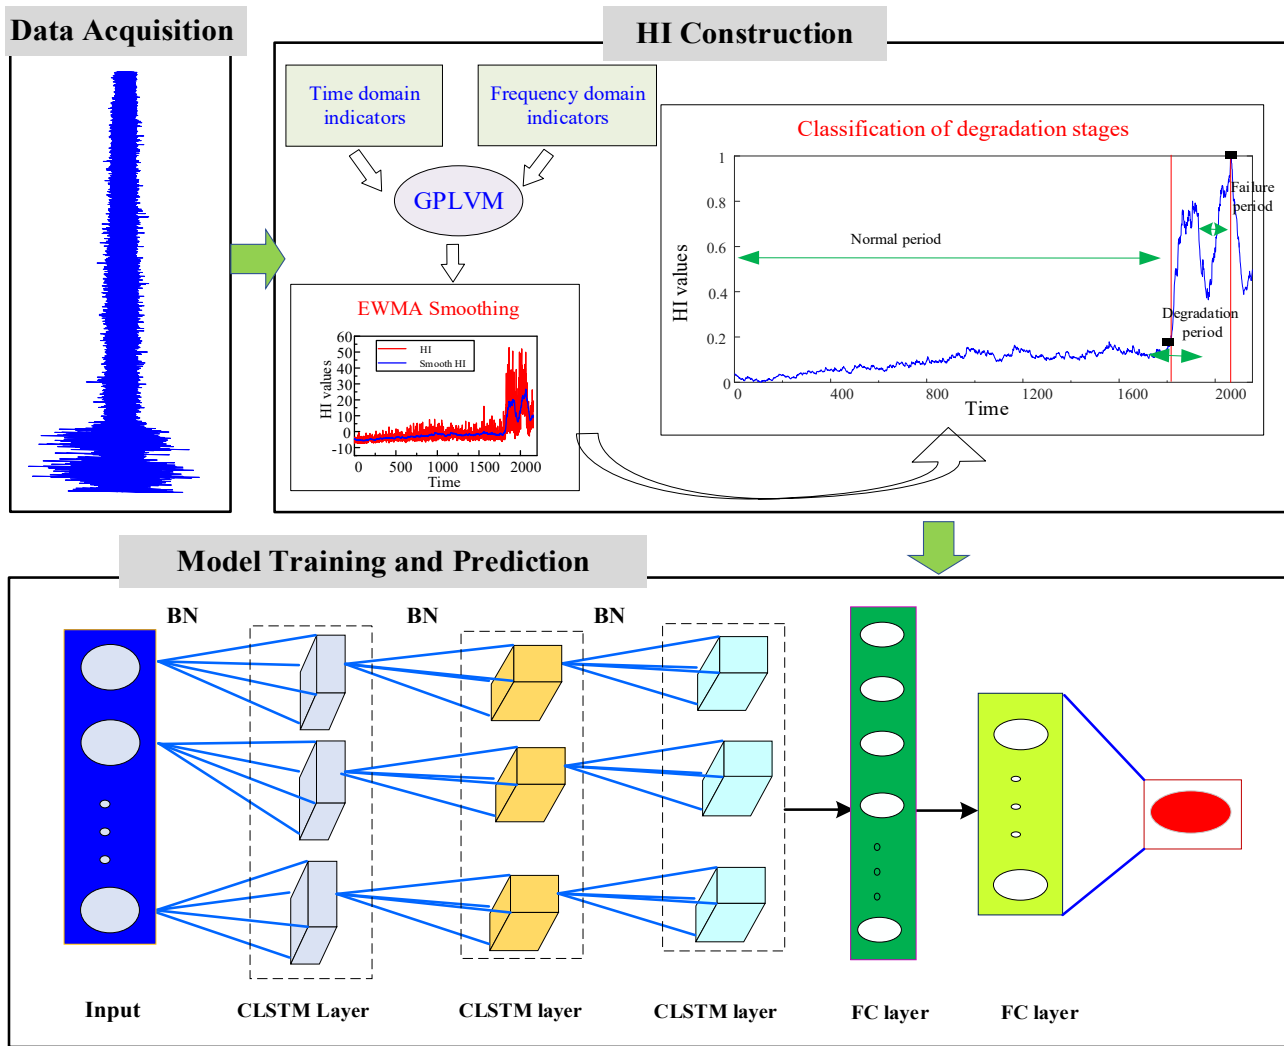 Data Acquisition
HI Construction
Time domain
indicators
Frequency domain
indicators
GPLVM
EWMA Smoothing
HI values
60
50
40
30
20
10
0
-10
HI
Smooth HI
0
500
1000
1500
2000
Time
Classification of degradation stages
HI values
1
0.8
0.6
0.4
0.2
0
Normal period
Failure
period
Degradation
period
0
400
800
1200
1600
2000
Time
Model Training and Prediction
BN
BN
BN
Input
CLSTM Layer
CLSTM layer
CLSTM layer
FC layer
FC layer